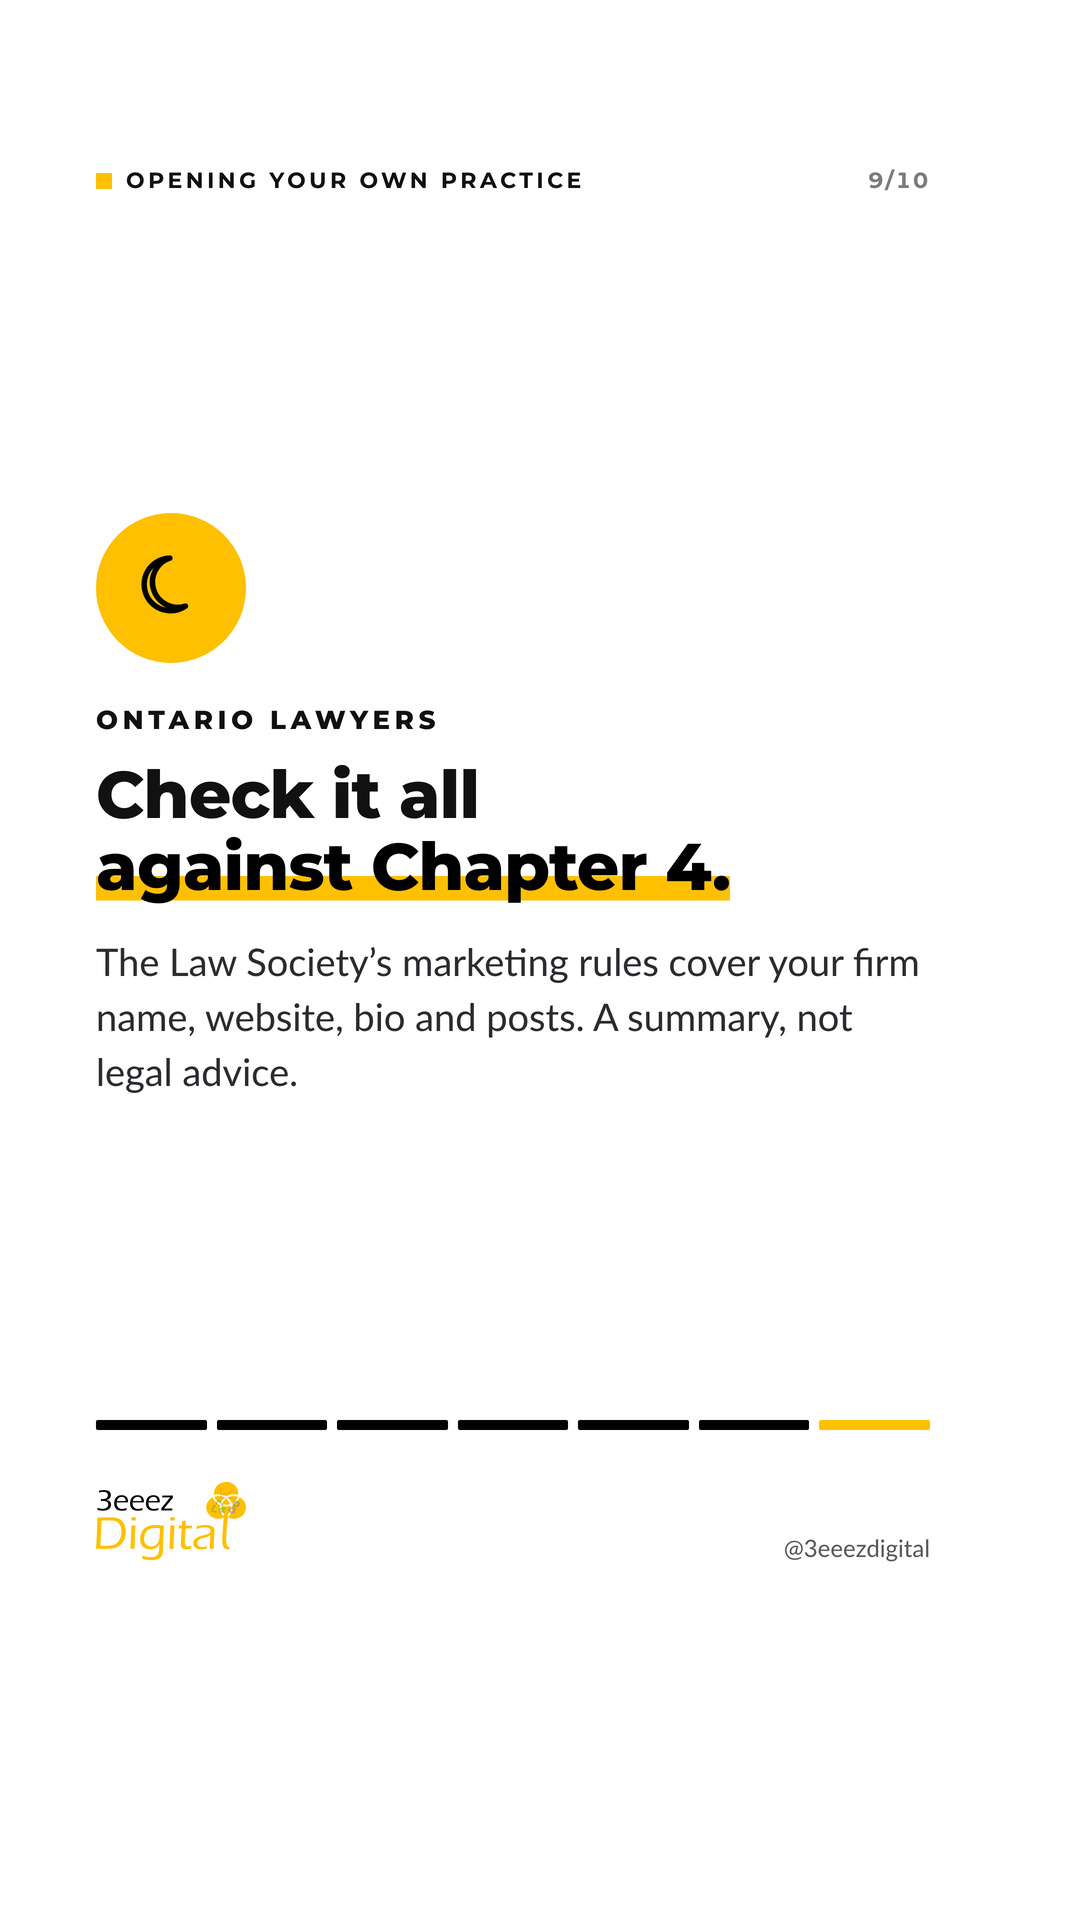 OPENING YOUR OWN PRACTICE
9/10
ONTARIO LAWYERS
Check it all
against Chapter 4.
The Law Society’s marketing rules cover your firm
name, website, bio and posts. A summary, not
legal advice.
3eeez
Digital
@3eeezdigital